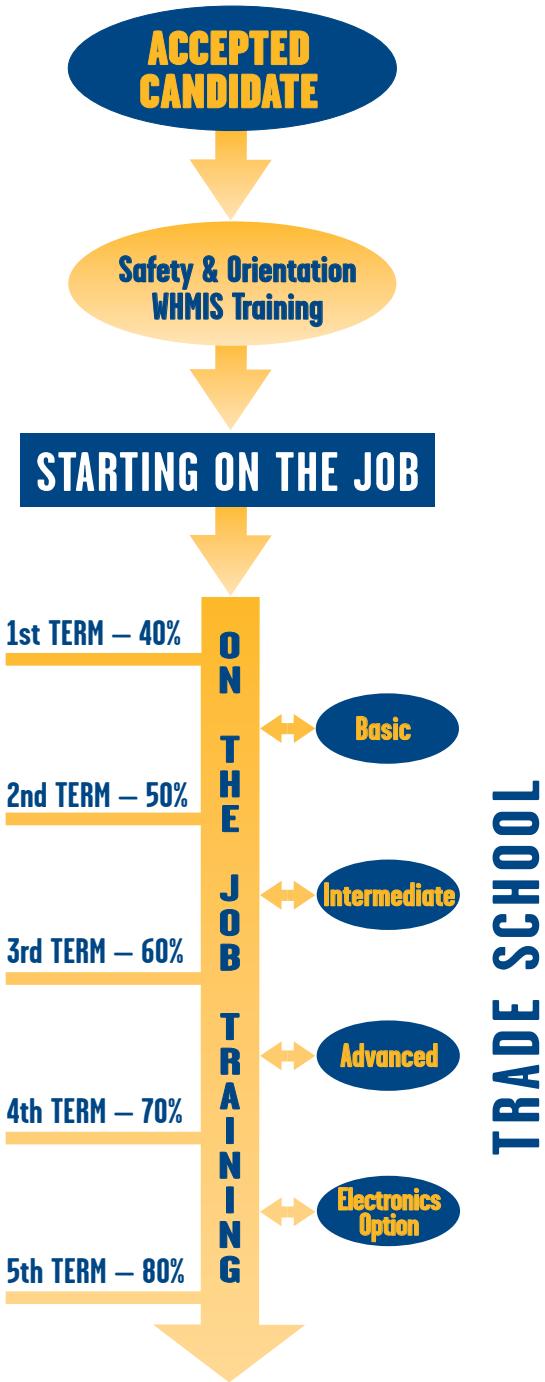 ACCEPTED
CANDIDATE
Safety & Orientation
WHMIS Training
STARTING ON THE JOB
1st TERM – 40%
2nd TERM – 50%
3rd TERM – 60%
4th TERM – 70%
5th TERM – 80%
ON THE JOB TRAINING
Basic
Intermediate
Advanced
Electronics
Option
TRADE SCHOOL